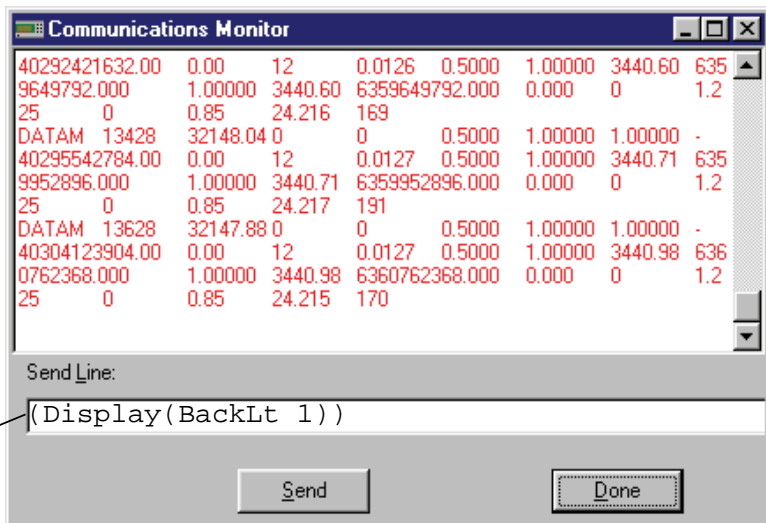 Communications Monitor
40292421632.00 0.00 12 0.0126 0.5000 1.00000 3440.60 635
9649792.000 1.00000 3440.60 6359649792.000 0.000 0 1.2
25 0 0.85 24.216 169
DATAM 13428 32148.04 0 0 0.5000 1.00000 1.00000 -
40295542784.00 0.00 12 0.0127 0.5000 1.00000 3440.71 635
9952896.000 1.00000 3440.71 6359952896.000 0.000 0 1.2
25 0 0.85 24.217 191
DATAM 13628 32147.88 0 0 0.5000 1.00000 1.00000 -
40304123904.00 0.00 12 0.0127 0.5000 1.00000 3440.98 636
0762368.000 1.00000 3440.98 6360762368.000 0.000 0 1.2
25 0 0.85 24.215 170
Send Line:
(Display(BackLt 1))
Send Done